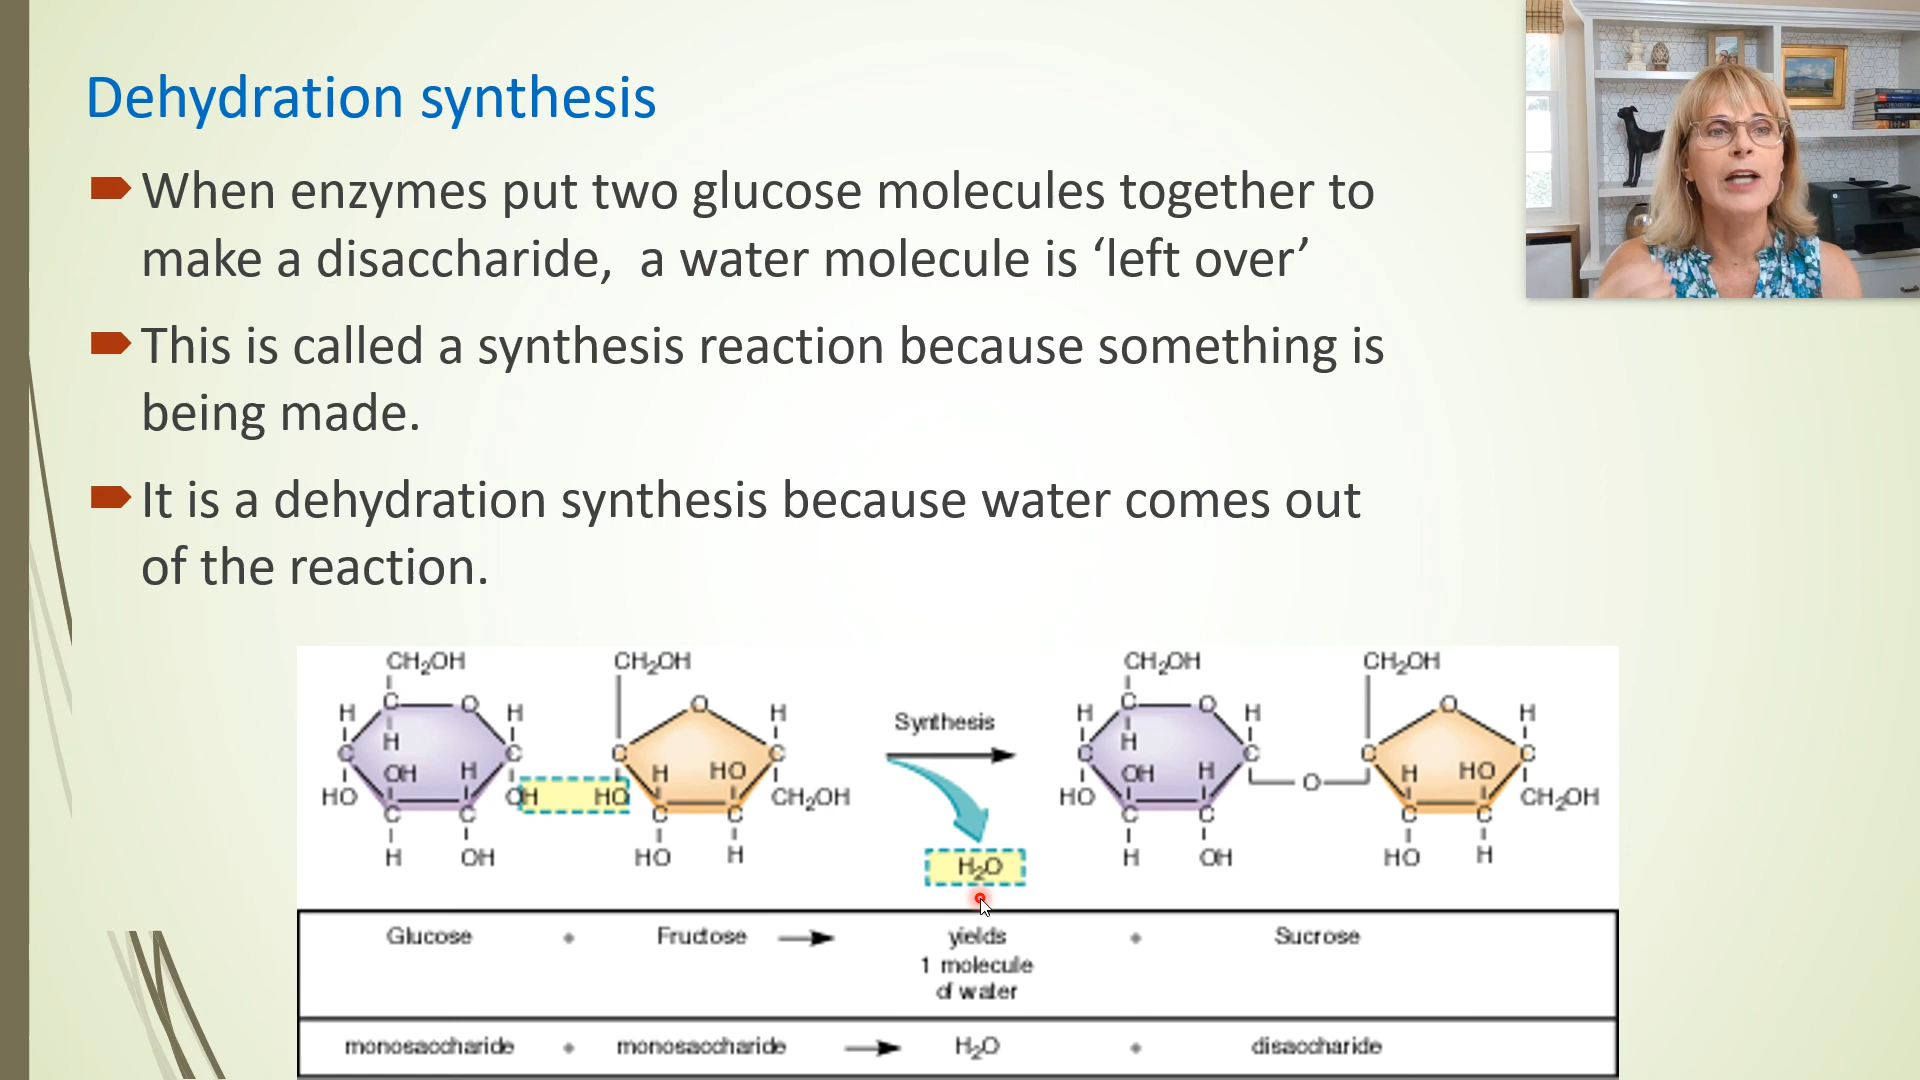 Dehydration synthesis
When enzymes put two glucose molecules together to
make a disaccharide,  a water molecule is ‘left over’
This is called a synthesis reaction because something is
being made.
It is a dehydration synthesis because water comes out
of the reaction.
CH₂OH CH₂OH CH₂OH CH₂OH
C O H O H C O H O H
H H Synthesis H H
C C C C C C C C
OH H H HO OH H H HO
HO OH HO CH₂OH HO O CH₂OH
C C C C C C C C
H OH HO H H OH HO H
H₂O
Glucose • Fructose yields • Sucrose
1 molecule
of water
monosaccharide • monosaccharide H₂O • disaccharide